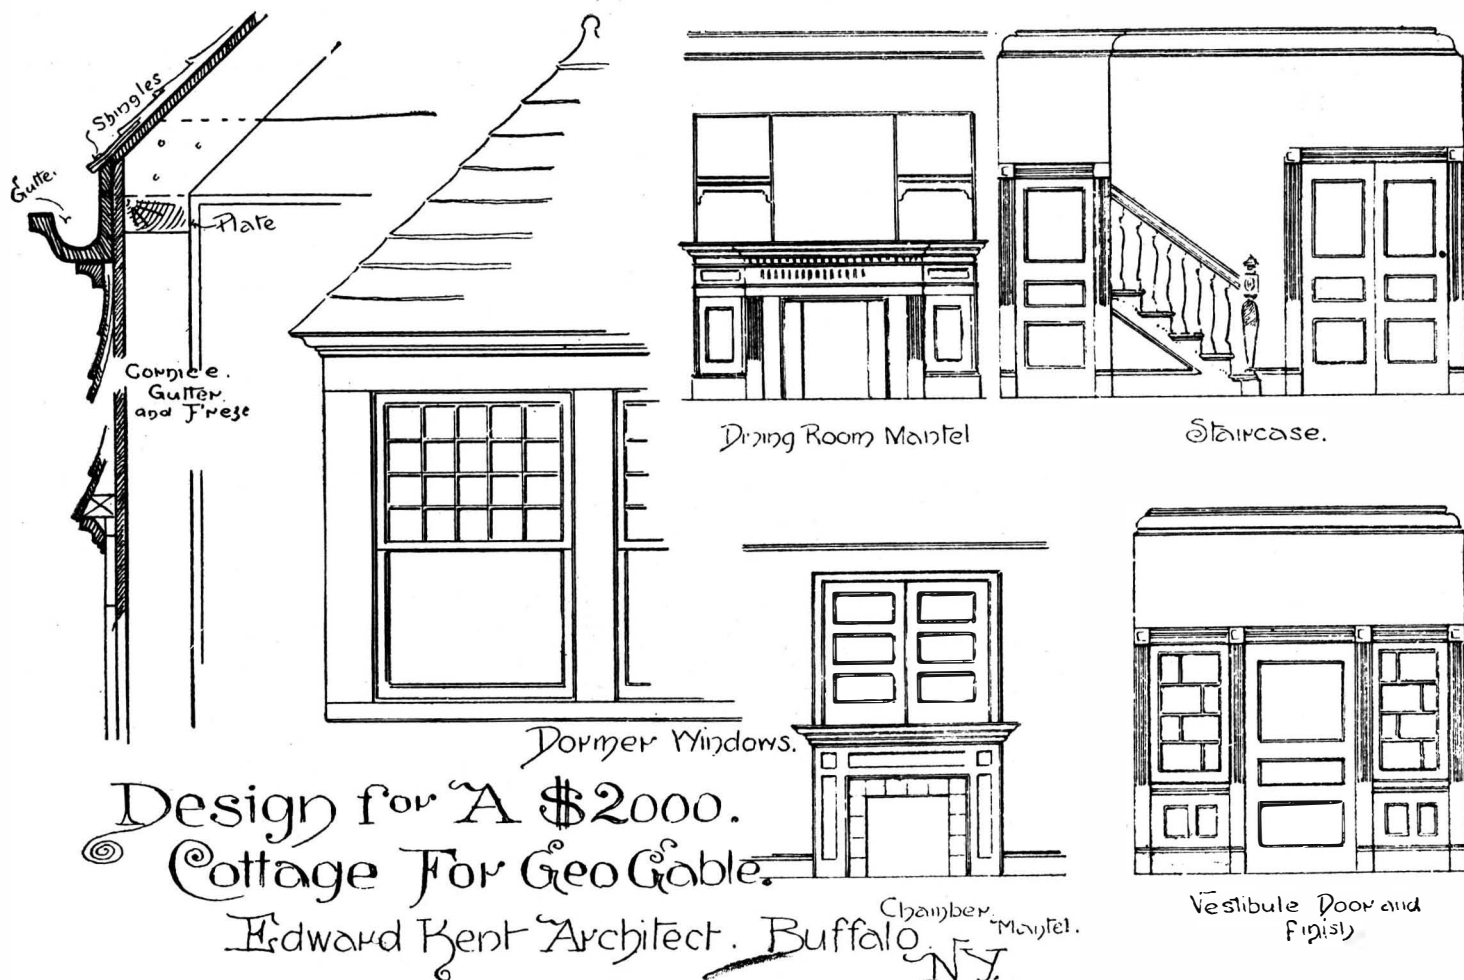 Shingles
Gutte.
Plate
Cornice.
Gutter
and Freze
Dining Room Mantel
Staircase.
Dormer Windows.
Chamber
Mantel.
Vestibule Door and
Finish
Design for A $2000.
Cottage For Geo Gable.
Edward Kent Architect. Buffalo
N.Y.